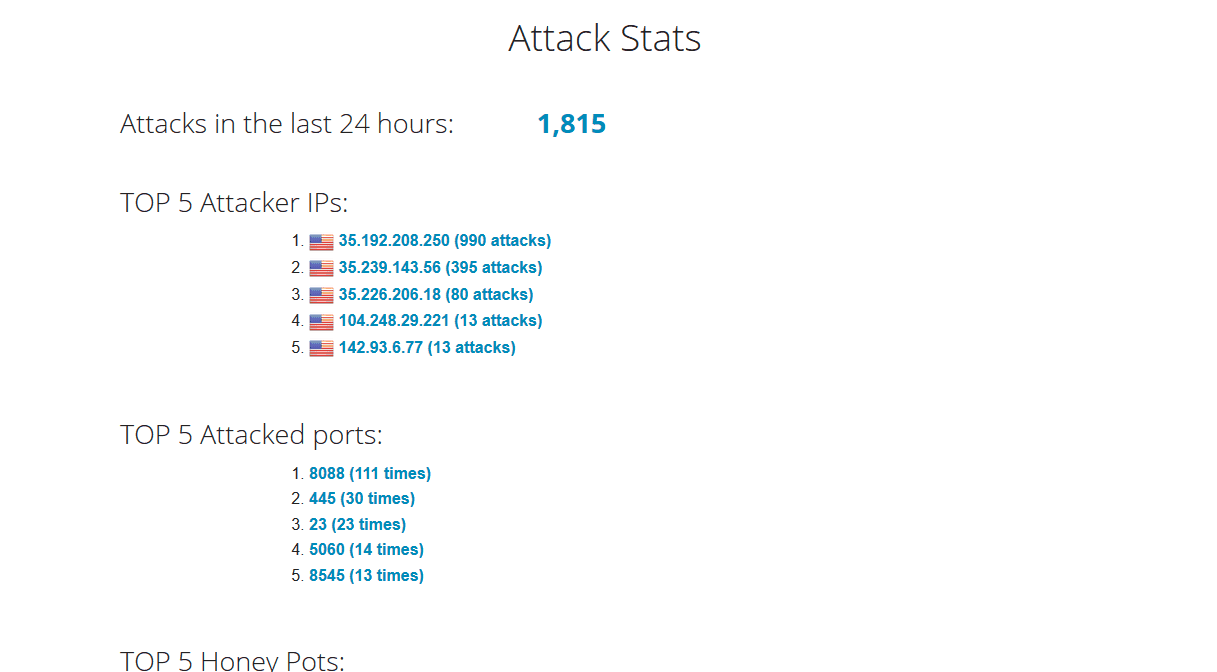 Attack Stats
Attacks in the last 24 hours: 1,815
TOP 5 Attacker IPs:
1. 35.192.208.250 (990 attacks)
2. 35.239.143.56 (395 attacks)
3. 35.226.206.18 (80 attacks)
4. 104.248.29.221 (13 attacks)
5. 142.93.6.77 (13 attacks)
TOP 5 Attacked ports:
1. 8088 (111 times)
2. 445 (30 times)
3. 23 (23 times)
4. 5060 (14 times)
5. 8545 (13 times)
TOP 5 Honey Pots: